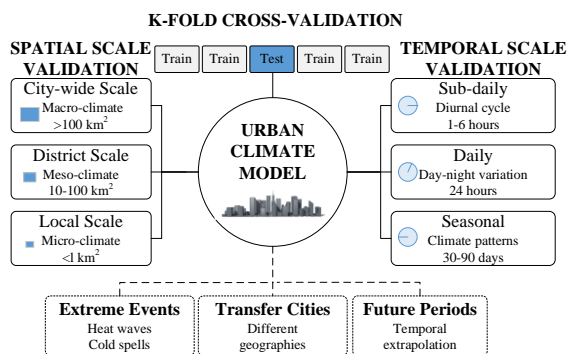 K-FOLD CROSS-VALIDATION
SPATIAL SCALE
VALIDATION
Train Train Test Train Train
TEMPORAL SCALE
VALIDATION
City-wide Scale
Macro-climate
>100 km²
District Scale
Meso-climate
10-100 km²
Local Scale
Micro-climate
<1 km²
URBAN
CLIMATE
MODEL
Sub-daily
Diurnal cycle
1-6 hours
Daily
Day-night variation
24 hours
Seasonal
Climate patterns
30-90 days
Extreme Events
Heat waves
Cold spells
Transfer Cities
Different
geographies
Future Periods
Temporal
extrapolation